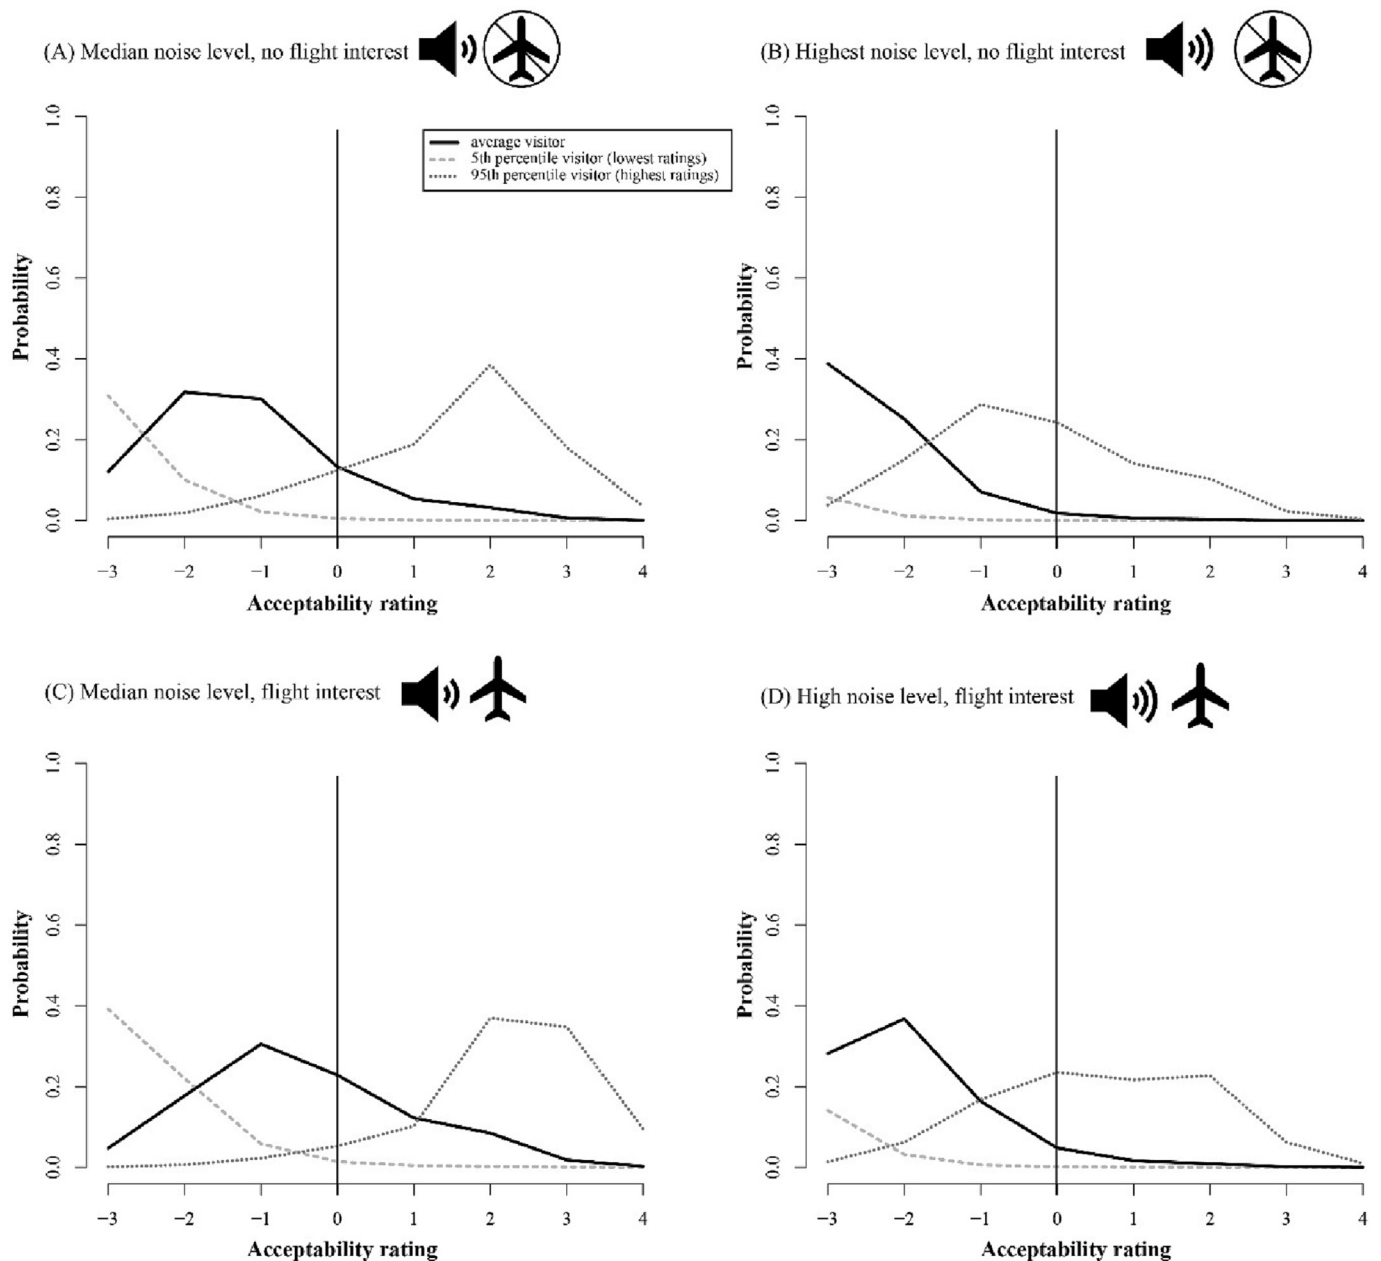 (A) Median noise level, no flight interest
1.0
0.8
0.6
0.4
0.2
0.0
Probability
average visitor
5th percentile visitor (lowest ratings)
95th percentile visitor (highest ratings)
−3 −2 −1 0 1 2 3 4
Acceptability rating
(B) Highest noise level, no flight interest
1.0
0.8
0.6
0.4
0.2
0.0
Probability
−3 −2 −1 0 1 2 3 4
Acceptability rating
(C) Median noise level, flight interest
1.0
0.8
0.6
0.4
0.2
0.0
Probability
−3 −2 −1 0 1 2 3 4
Acceptability rating
(D) High noise level, flight interest
1.0
0.8
0.6
0.4
0.2
0.0
Probability
−3 −2 −1 0 1 2 3 4
Acceptability rating